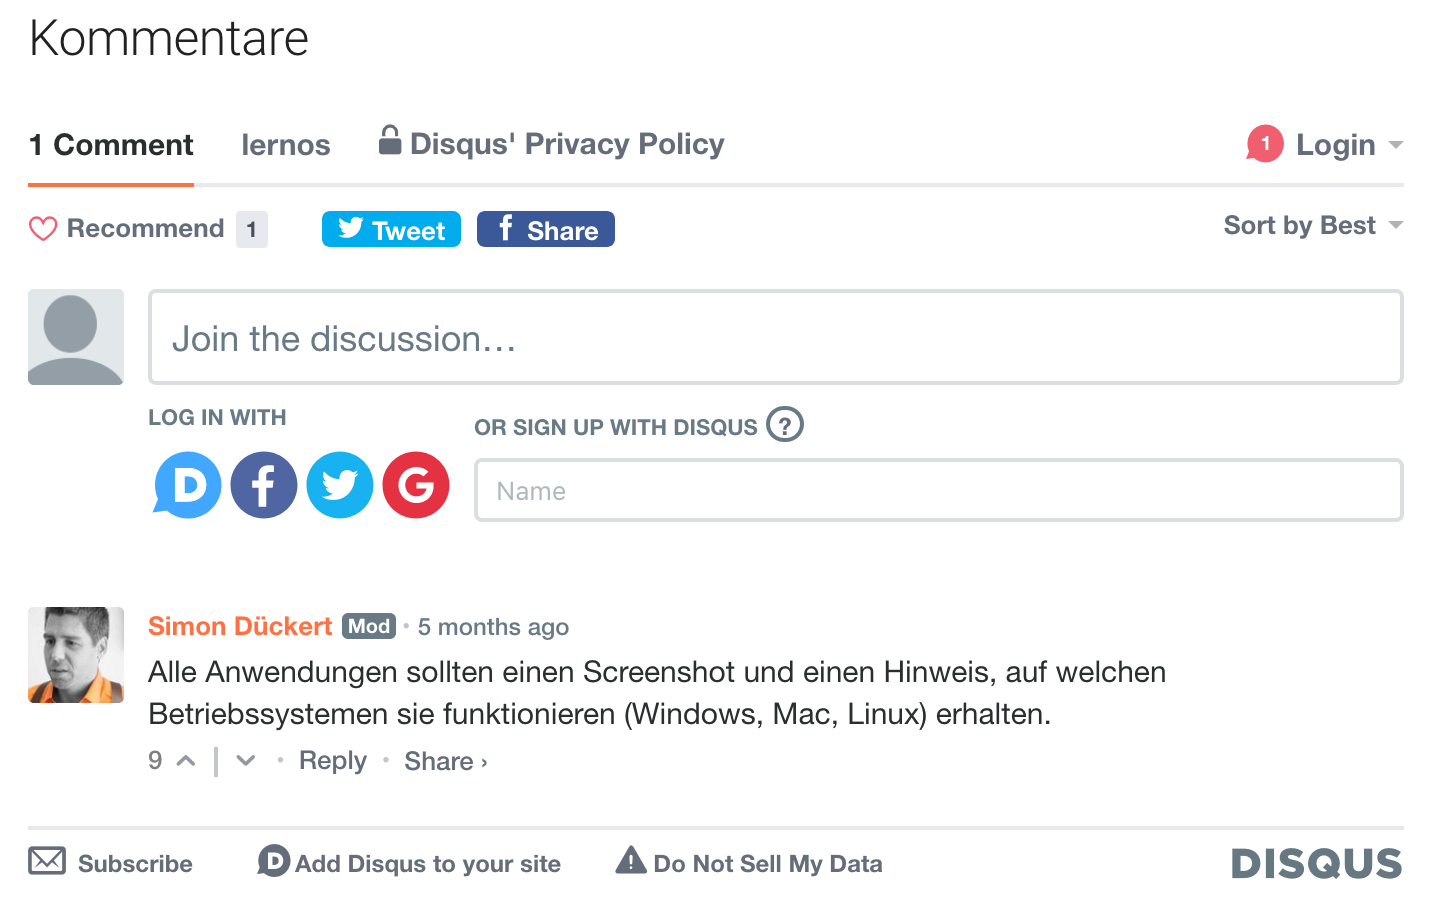 Kommentare
1 Comment lernos Disqus' Privacy Policy 1 Login
Recommend 1 Tweet Share Sort by Best
Join the discussion…
LOG IN WITH
OR SIGN UP WITH DISQUS ?
Name
Simon Dückert Mod • 5 months ago
Alle Anwendungen sollten einen Screenshot und einen Hinweis, auf welchen
Betriebssystemen sie funktionieren (Windows, Mac, Linux) erhalten.
9 • Reply • Share ›
Subscribe Add Disqus to your site Do Not Sell My Data DISQUS